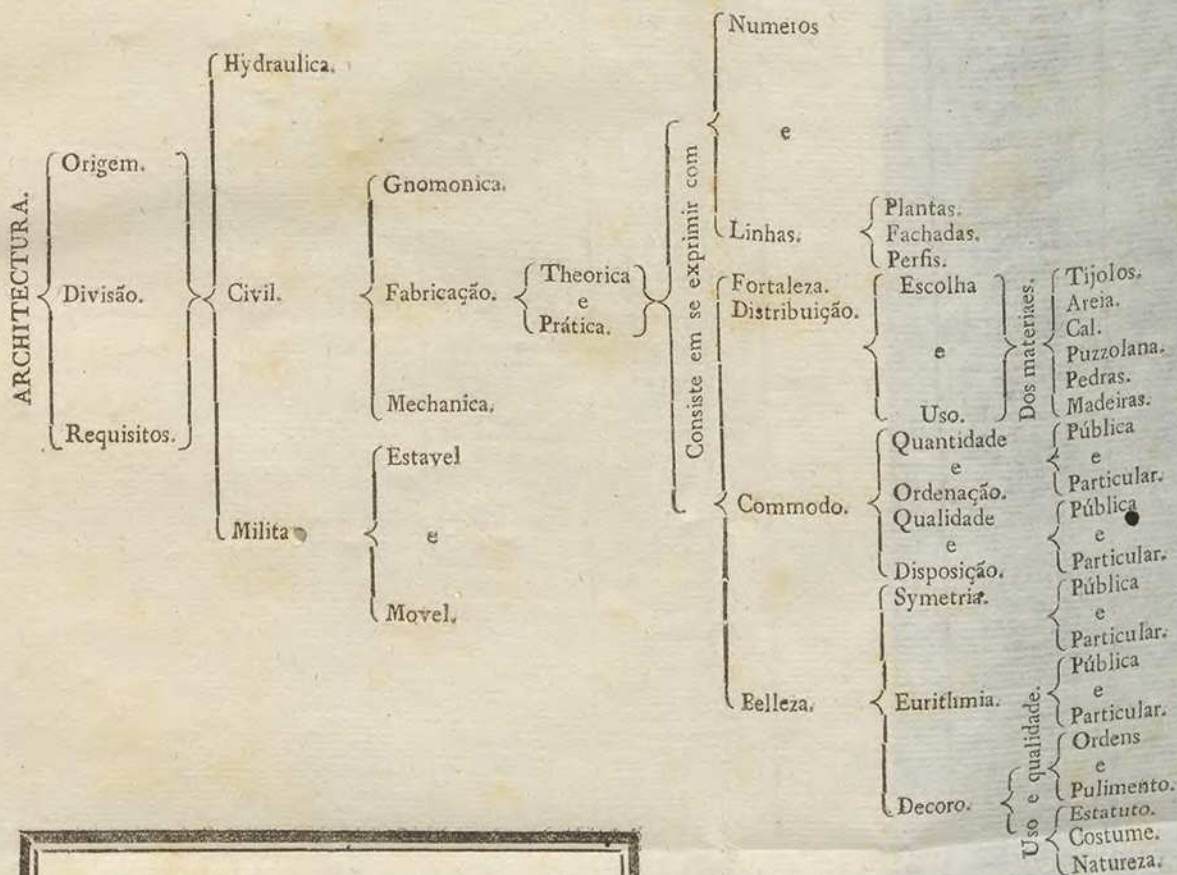 ARCHITECTURA.
Origem.
Divisão.
Requisitos.
Hydraulica.
Civil.
Milita
Gnomonica.
Fabricação.
Mechanica.
Estavel
e
Movel.
Theorica
e
Prática.
Consiste em se exprimir com
Numeros
e
Linhas.
Plantas.
Fachadas.
Perfis.
Fortaleza.
Distribuição.
Escolha
e
Uso.
Dos materiaes.
Tijolos.
Areia.
Cal.
Puzzolana.
Pedras.
Madeiras.
Commodo.
Quantidade
e
Ordenação.
Qualidade
e
Disposição.
Pública
e
Particular.
Pública
e
Particular.
Belleza.
Symetria.
Pública
e
Particular.
Eurithmia.
Pública
e
Particular.
Decoro.
Uso e qualidade.
Ordens
e
Pulimento.
Estatuto.
Costume.
Natureza.